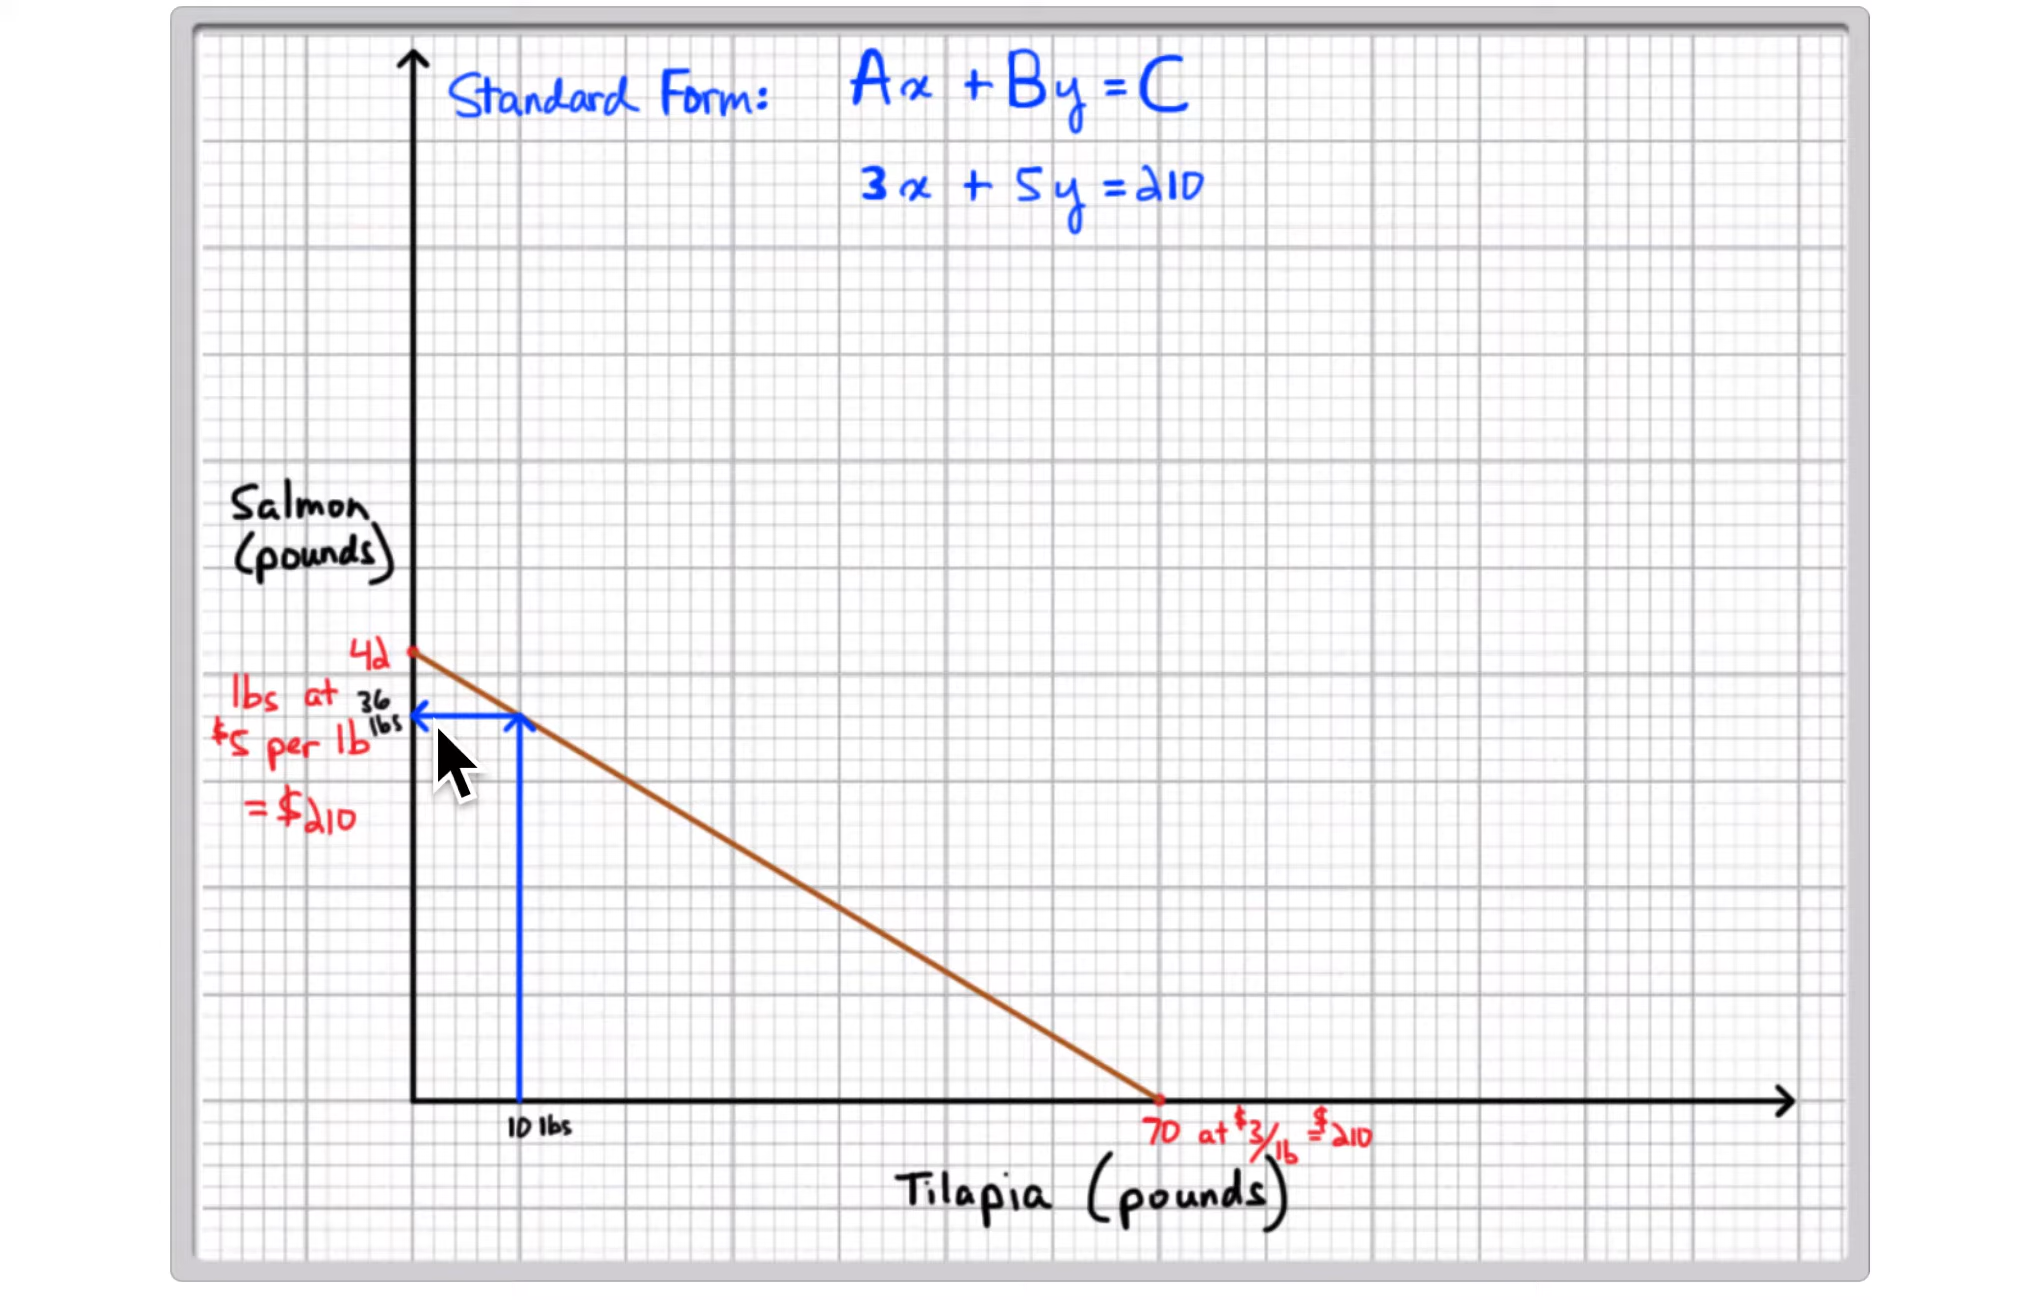 Standard Form: Ax + By = C
3x + 5y = 210
Salmon
(pounds)
42
lbs at
$5 per lb
= $210
36
lbs
10 lbs
70 at $3/lb = $210
Tilapia (pounds)